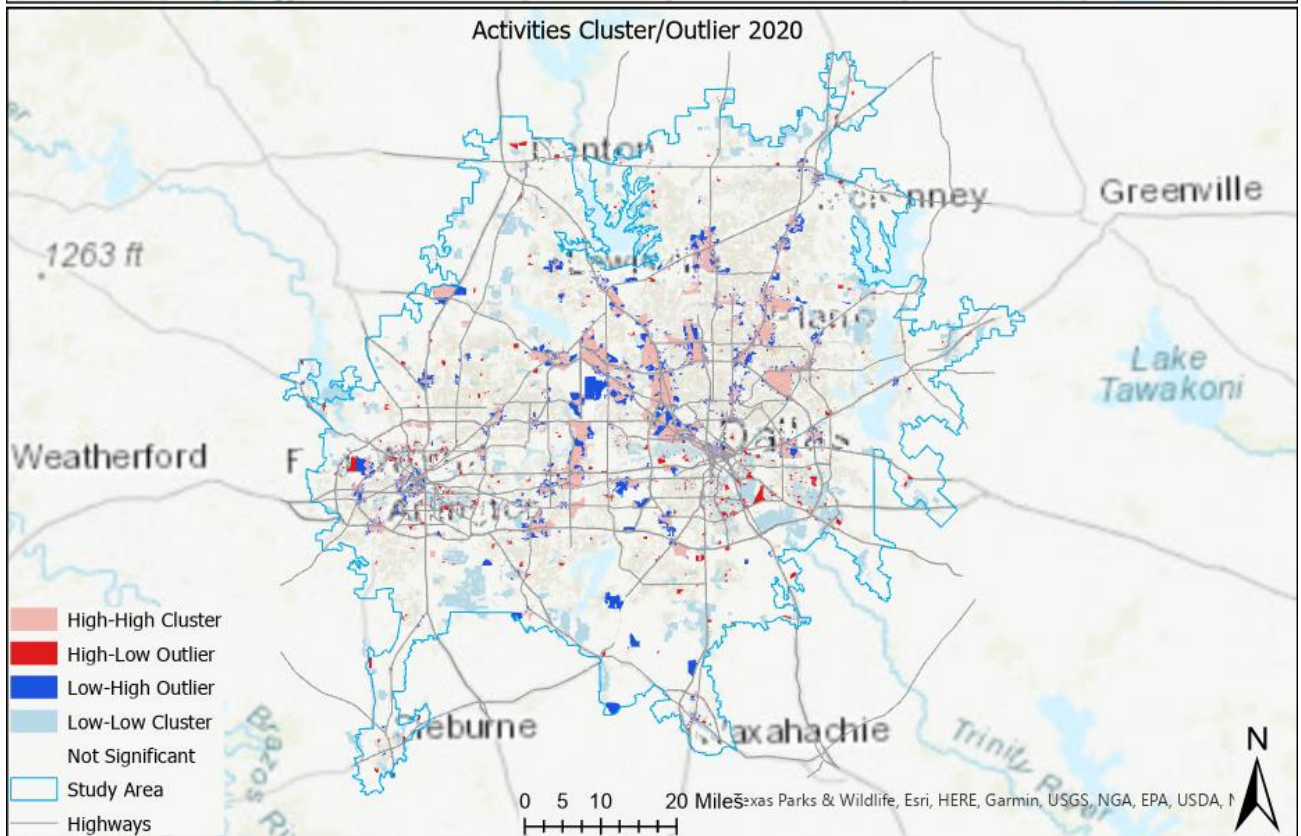 Activities Cluster/Outlier 2020
Greenville
1263 ft
Lake
Tawakoni
Weatherford
Dallas
Trinity River
High-High Cluster
High-Low Outlier
Low-High Outlier
Low-Low Cluster
Not Significant
Study Area
Highways
0 5 10 20 Miles
Texas Parks & Wildlife, Esri, HERE, Garmin, USGS, NGA, EPA, USDA, N
N